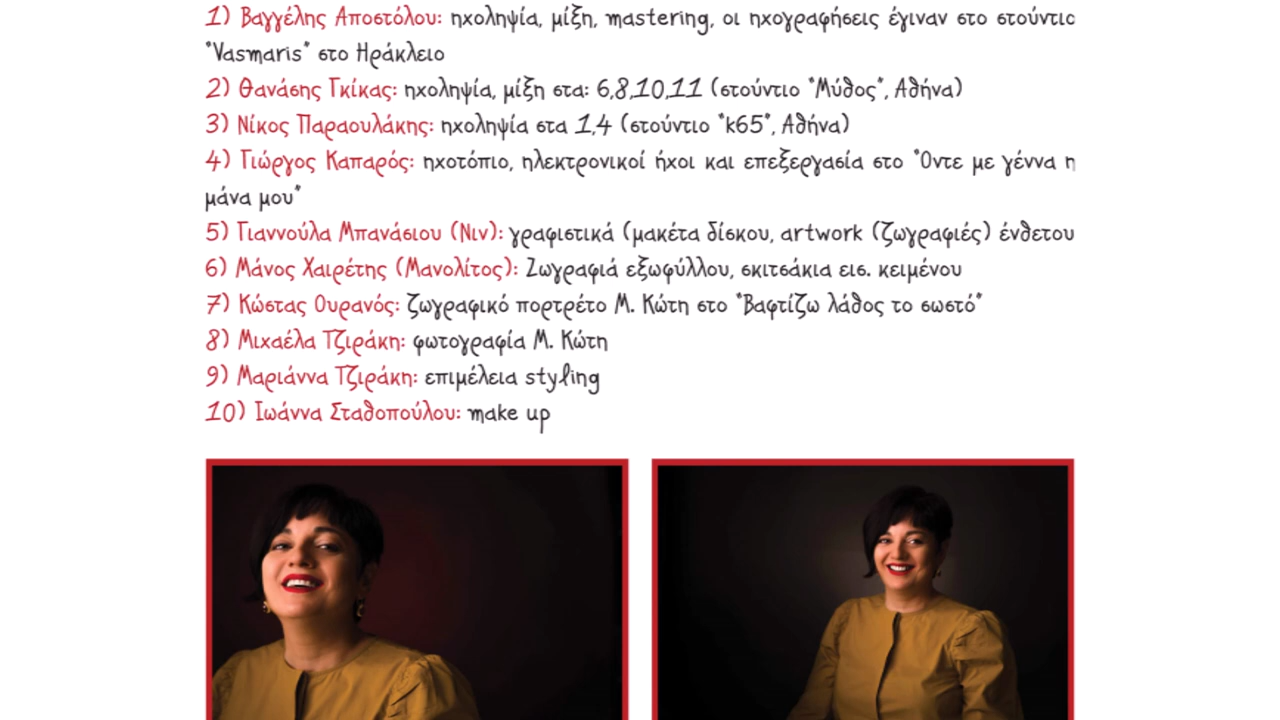 1) Βαγγέλης Αποστόλου: ηχοληψία, μίξη, mastering, οι ηχογραφήσεις έγιναν στο στούντιο
"Vasmaris" στο Ηράκλειο
2) Θανάσης Γκίκας: ηχοληψία, μίξη στα: 6,8,10,11 (στούντιο "Μύθος", Αθήνα)
3) Νίκος Παραουλάκης: ηχοληψία στα 1,4 (στούντιο "k65", Αθήνα)
4) Γιώργος Καπαρός: ηχοτόπιο, ηλεκτρονικοί ήχοι και επεξεργασία στο "Όντε με γέννα η
μάνα μου"
5) Γιαννούλα Μπανάσιου (Νιν): γραφιστικά (μακέτα δίσκου, artwork (ζωγραφιές) ένθετου
6) Μάνος Χαιρέτης (Μανολίτος): Ζωγραφιά εξωφύλλου, σκιτσάκια εισ. κειμένου
7) Κώστας Ουρανός: ζωγραφικό πορτρέτο Μ. Κώτη στο "Βαφτίζω λάθος το σωστό"
8) Μιχαέλα Τζιράκη: φωτογραφία Μ. Κώτη
9) Μαριάννα Τζιράκη: επιμέλεια styling
10) Ιωάννα Σταθοπούλου: make up